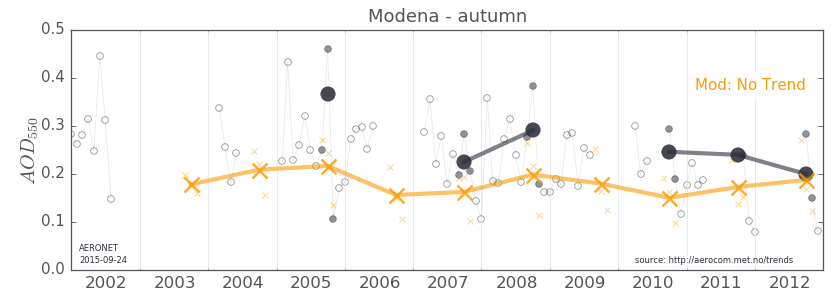 Modena - autumn
0.5
0.4
0.3
0.2
0.1
0.0
AOD550
Mod: No Trend
AERONET
2015-09-24
source: http://aerocom.met.no/trends
2002 2003 2004 2005 2006 2007 2008 2009 2010 2011 2012